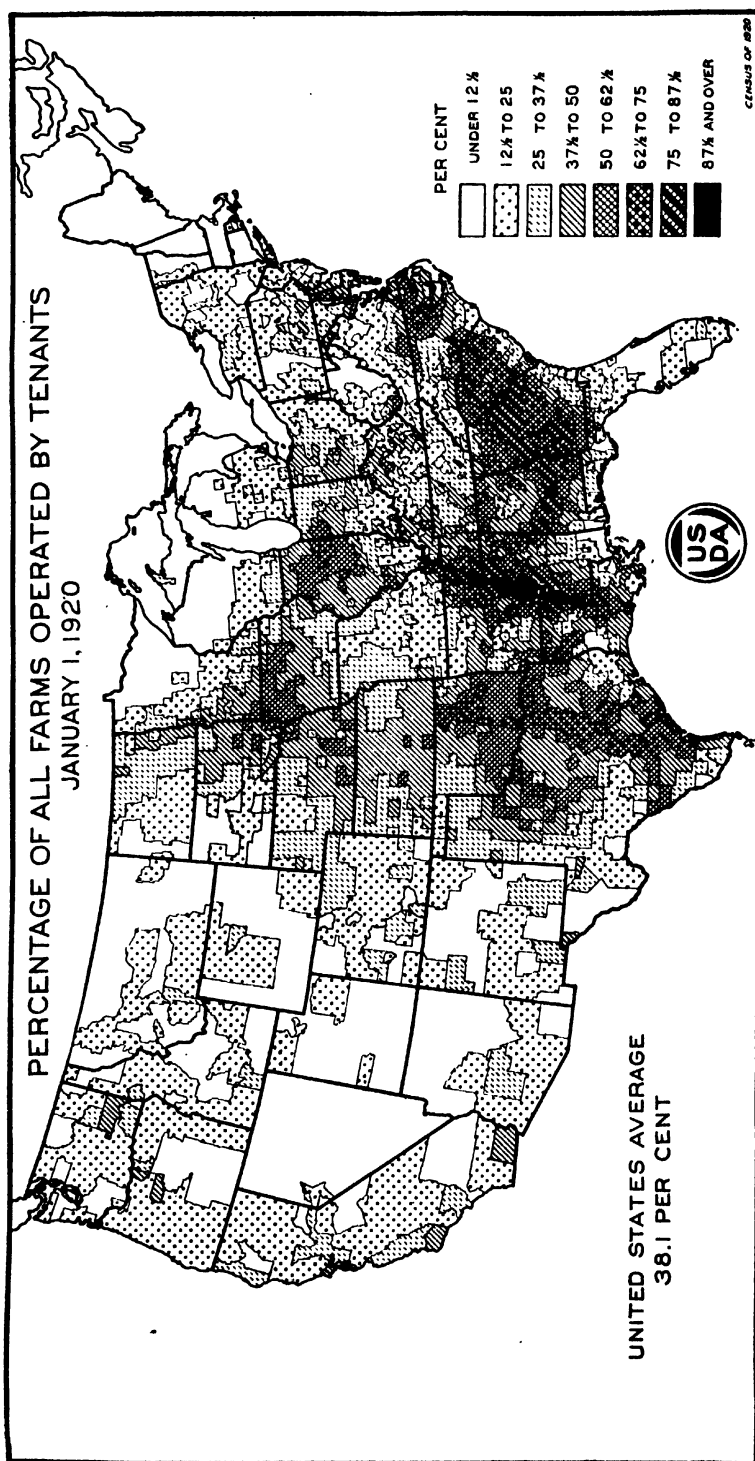 PERCENTAGE OF ALL FARMS OPERATED BY TENANTS
JANUARY 1, 1920
PER CENT
UNDER 12½
12½ TO 25
25 TO 37½
37½ TO 50
50 TO 62½
62½ TO 75
75 TO 87½
87½ AND OVER
UNITED STATES AVERAGE
38.1 PER CENT
US
DA
CENSUS OF 1920